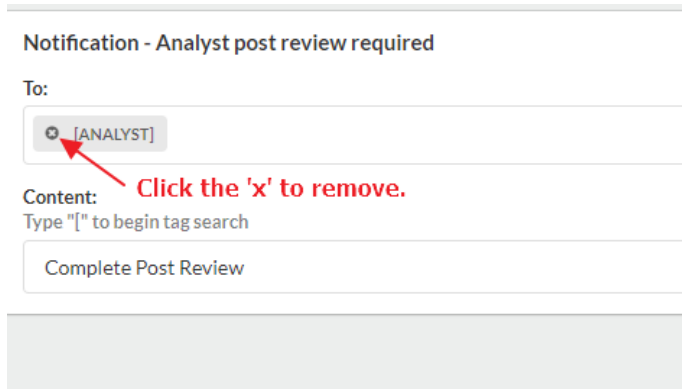 Notification - Analyst post review required
To:
[ANALYST]
Click the 'x' to remove.
Content:
Type "[" to begin tag search
Complete Post Review